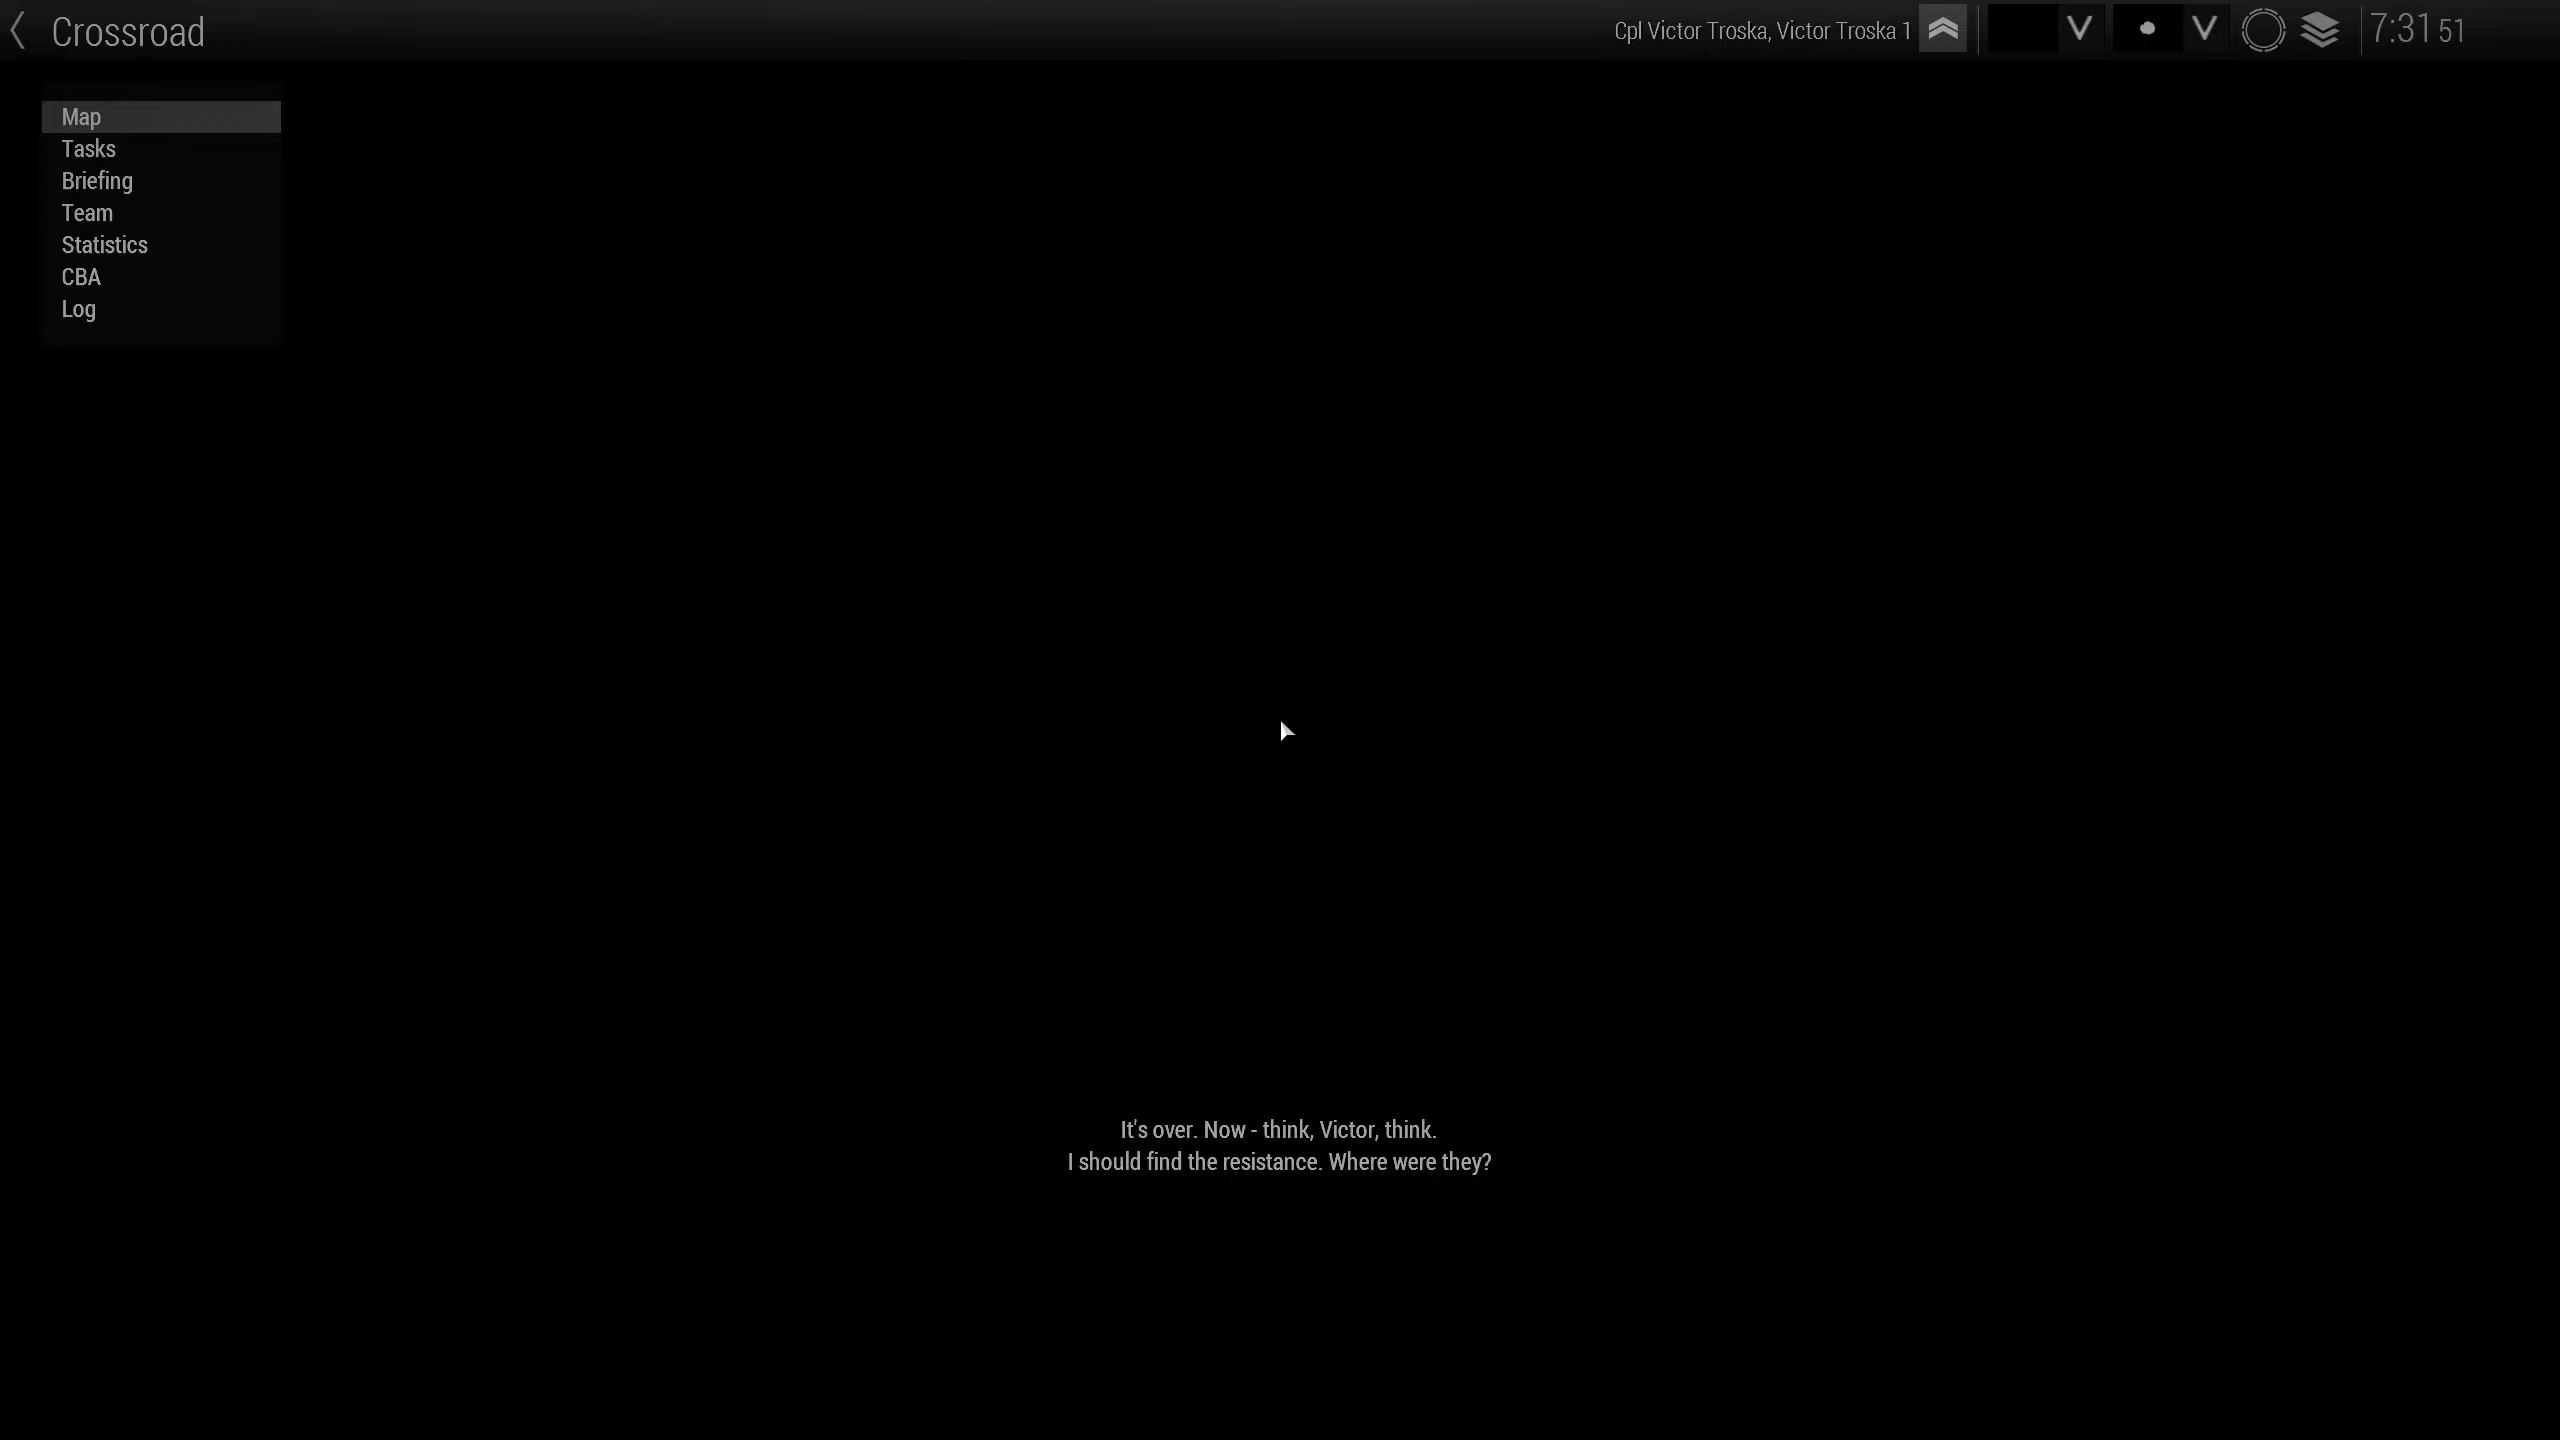 Crossroad
Cpl Victor Troska, Victor Troska 1
7:31 51
Map
Tasks
Briefing
Team
Statistics
CBA
Log
It's over. Now - think, Victor, think.
I should find the resistance. Where were they?